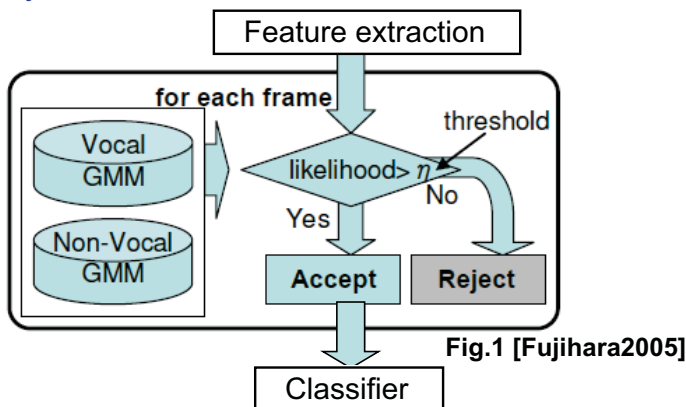 Feature extraction
for each frame
threshold
Vocal
GMM
likelihood> η
No
Yes
Non-Vocal
GMM
Accept
Reject
Fig.1 [Fujihara2005]
Classifier